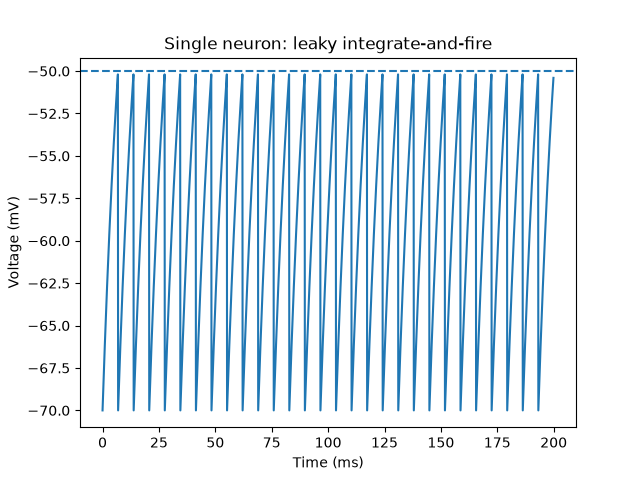 Single neuron: leaky integrate-and-fire
Voltage (mV)
−50.0
−52.5
−55.0
−57.5
−60.0
−62.5
−65.0
−67.5
−70.0
0 25 50 75 100 125 150 175 200
Time (ms)